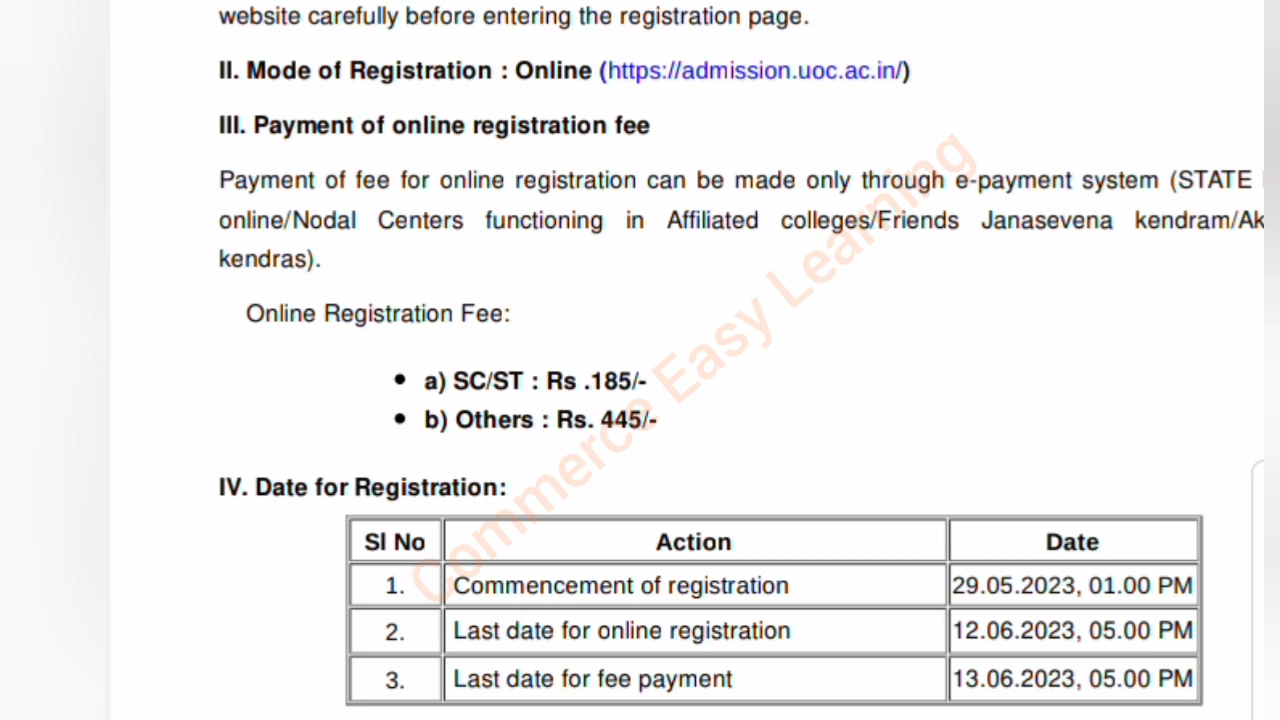 website carefully before entering the registration page.
II. Mode of Registration : Online (https://admission.uoc.ac.in/)
III. Payment of online registration fee
Payment of fee for online registration can be made only through e-payment system (STATE
online/Nodal Centers functioning in Affiliated colleges/Friends Janasevena kendram/Ak
kendras).
Online Registration Fee:
• a) SC/ST : Rs .185/-
• b) Others : Rs. 445/-
IV. Date for Registration:
Sl No Action Date
1. Commencement of registration 29.05.2023, 01.00 PM
2. Last date for online registration 12.06.2023, 05.00 PM
3. Last date for fee payment 13.06.2023, 05.00 PM
Commerce Easy Learning